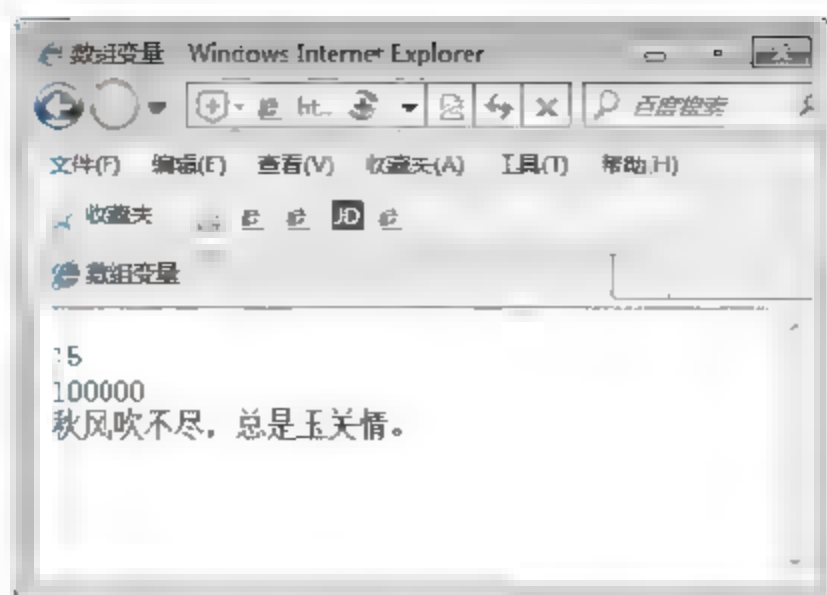 数组变量 Windows Internet Explorer
ht... 百度搜索
文件(F) 编辑(E) 查看(V) 收藏夹(A) 工具(T) 帮助(H)
收藏夹 JD
数组变量
5
100000
秋风吹不尽，总是玉关情。